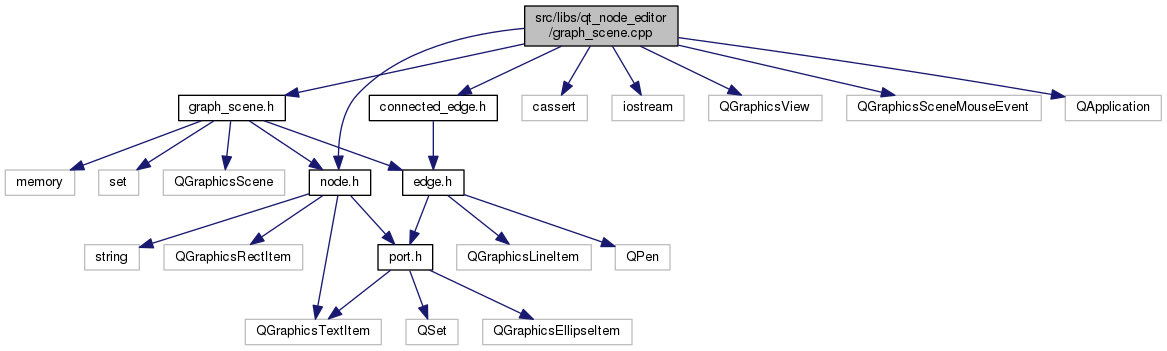 src/libs/qt_node_editor
/graph_scene.cpp
graph_scene.h
connected_edge.h
cassert
iostream
QGraphicsView
QGraphicsSceneMouseEvent
QApplication
memory
set
QGraphicsScene
node.h
edge.h
string
QGraphicsRectItem
port.h
QGraphicsLineItem
QPen
QGraphicsTextItem
QSet
QGraphicsEllipseItem